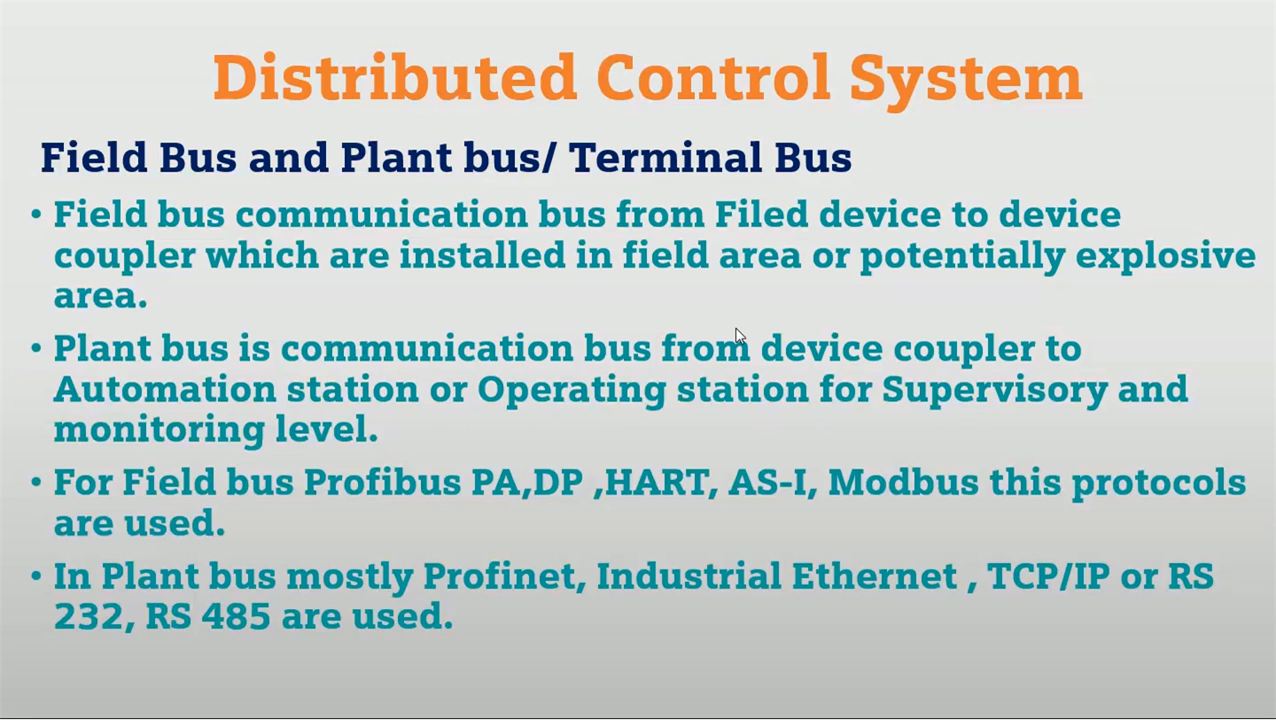 Distributed Control System
Field Bus and Plant bus/ Terminal Bus
• Field bus communication bus from Filed device to device
coupler which are installed in field area or potentially explosive
area.
• Plant bus is communication bus from device coupler to
Automation station or Operating station for Supervisory and
monitoring level.
• For Field bus Profibus PA,DP ,HART, AS-I, Modbus this protocols
are used.
• In Plant bus mostly Profinet, Industrial Ethernet , TCP/IP or RS
232, RS 485 are used.